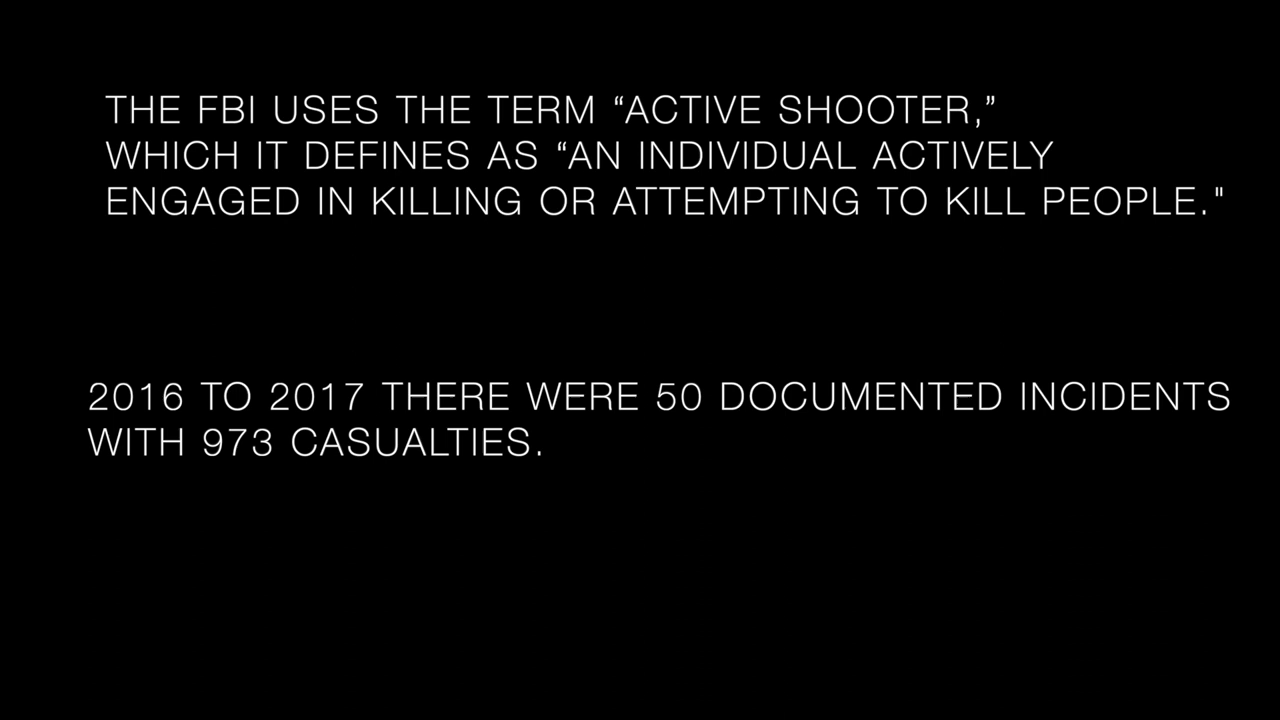 THE FBI USES THE TERM “ACTIVE SHOOTER,”
WHICH IT DEFINES AS “AN INDIVIDUAL ACTIVELY
ENGAGED IN KILLING OR ATTEMPTING TO KILL PEOPLE."
2016 TO 2017 THERE WERE 50 DOCUMENTED INCIDENTS
WITH 973 CASUALTIES.